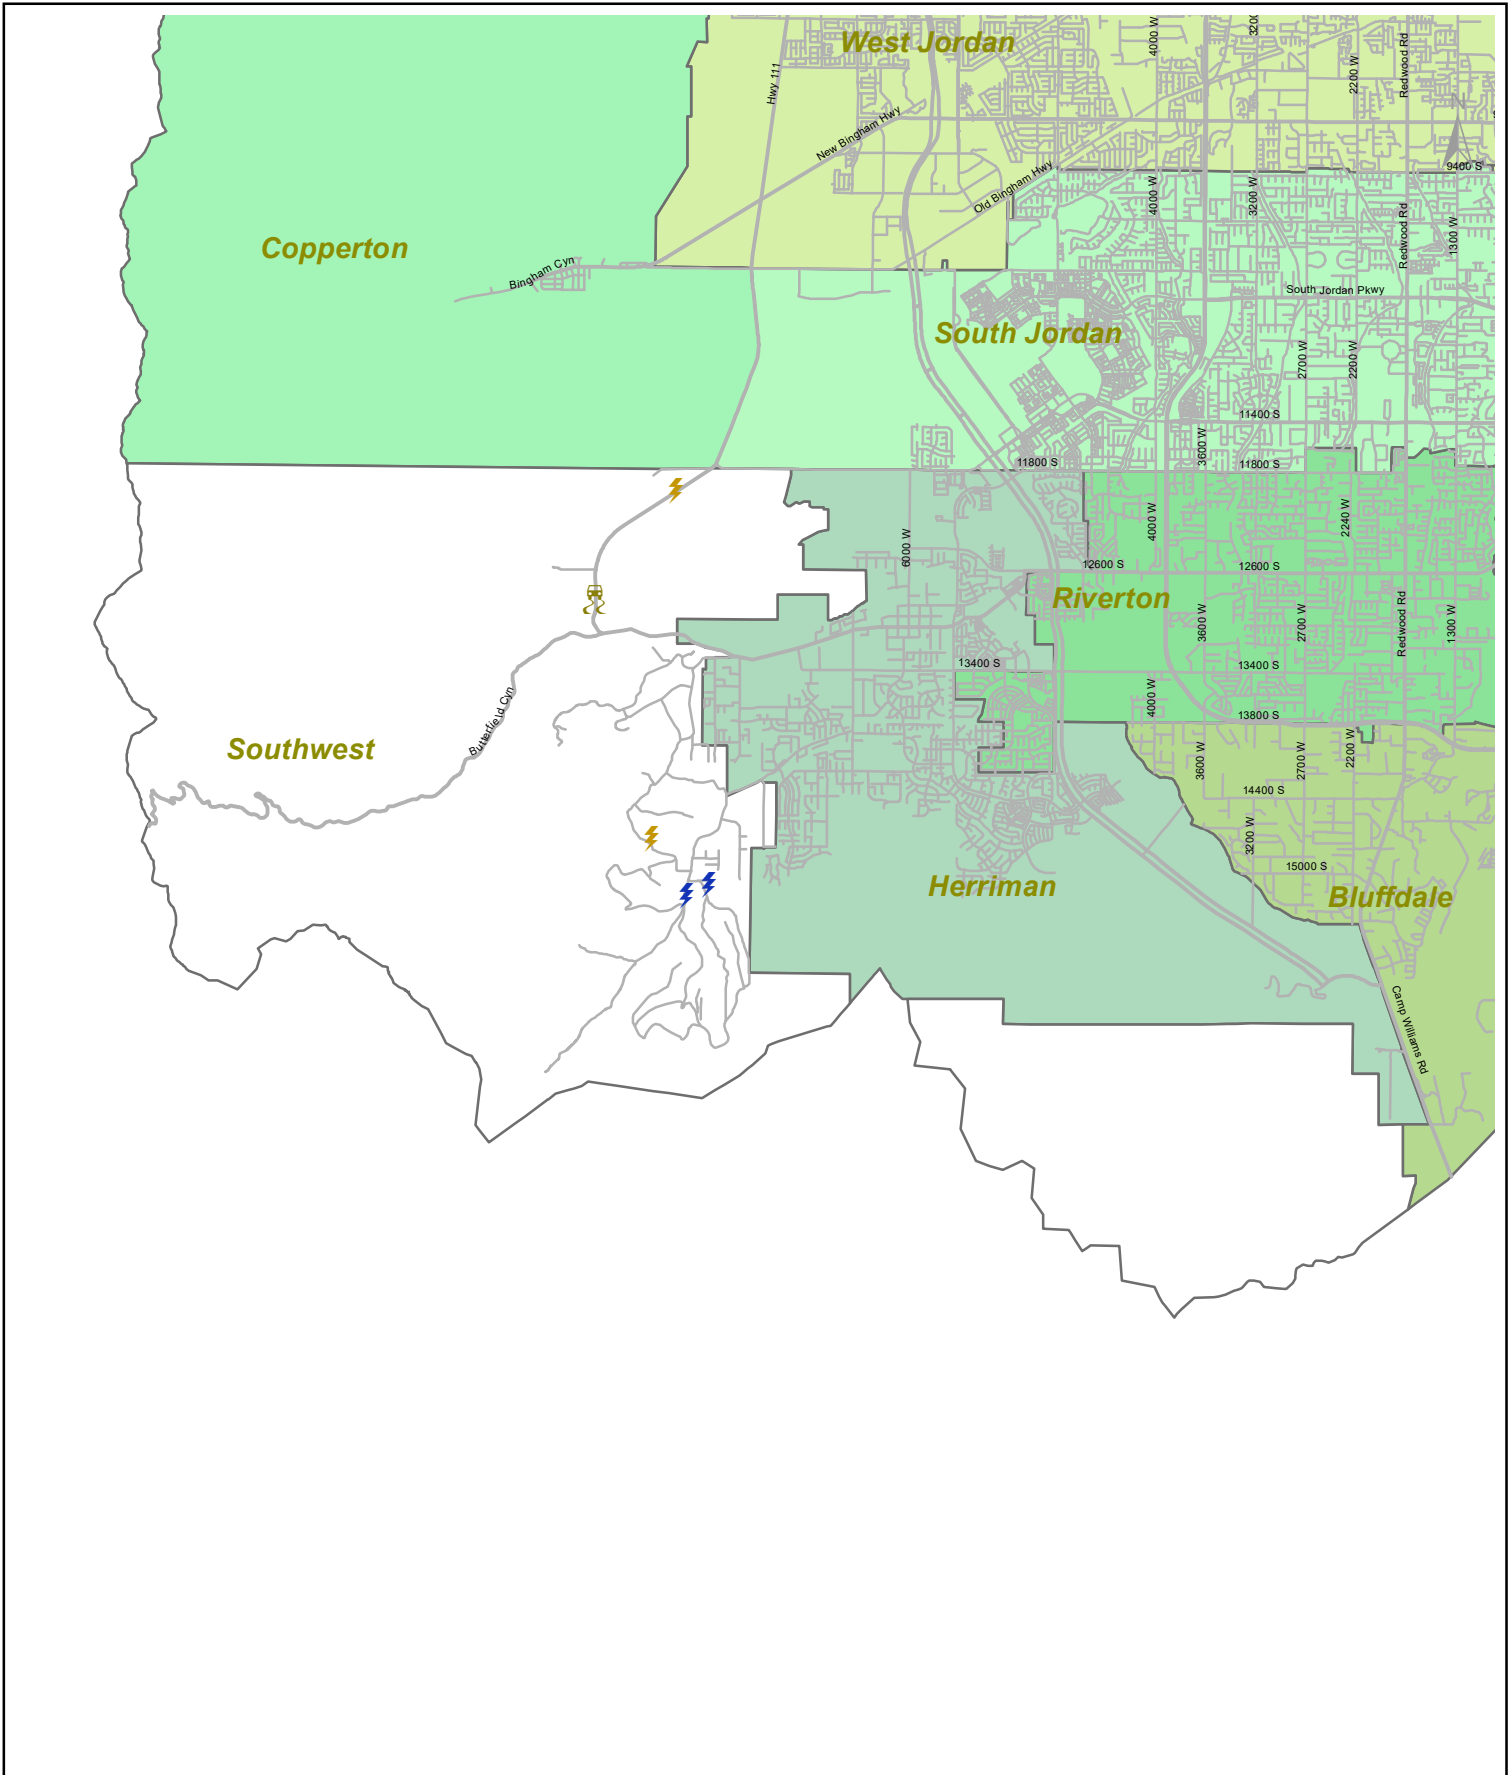 West Jordan
4000 W
3200
2200 W
Redwood Rd
Hwy 111
New Bingham Hwy
N
9400 S
Old Bingham Hwy
4000 W
3200 W
Redwood Rd
1300 W
Copperton
Bingham Cyn
South Jordan Pkwy
South Jordan
2700 W
2200 W
11400 S
3600 W
11800 S
11800 S
6000 W
4000 W
2240 W
12600 S
12600 S
Riverton
3600 W
2700 W
Redwood Rd
1300 W
13400 S
13400 S
4000 W
13800 S
Butterfield Cyn
Southwest
3600 W
2700 W
2200 W
14400 S
3200 W
15000 S
Herriman
Bluffdale
Camp Williams Rd